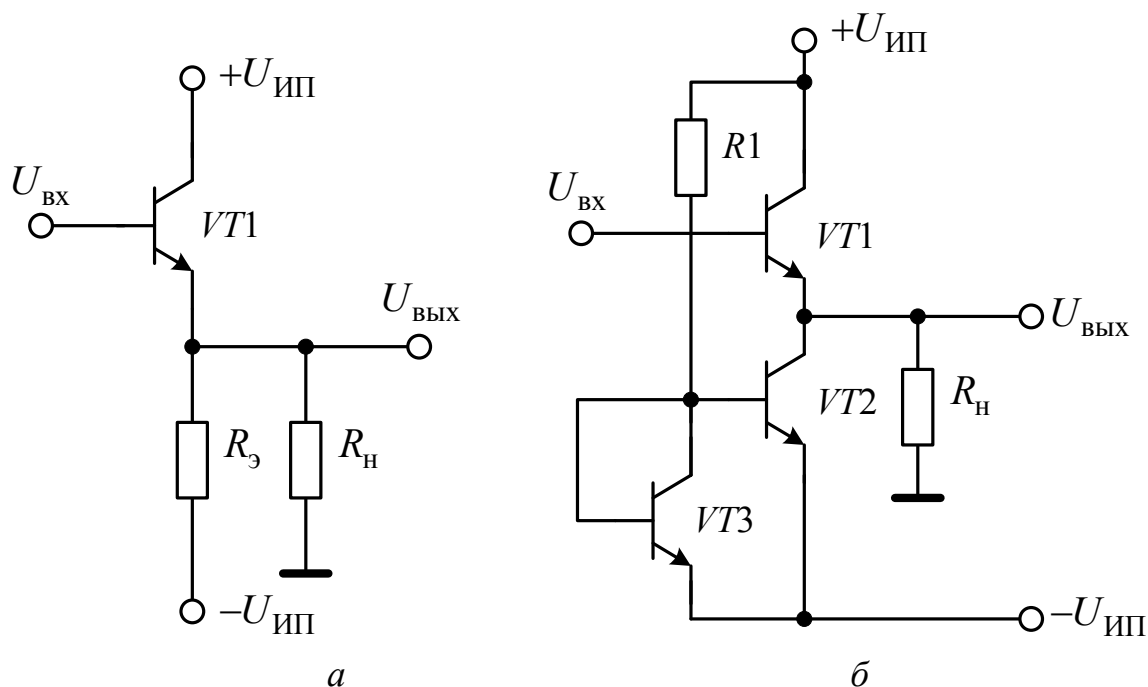 +U_ИП
U_вх
VT1
U_вых
R_э
R_н
−U_ИП
а
+U_ИП
R1
U_вх
VT1
U_вых
VT2
R_н
VT3
−U_ИП
б